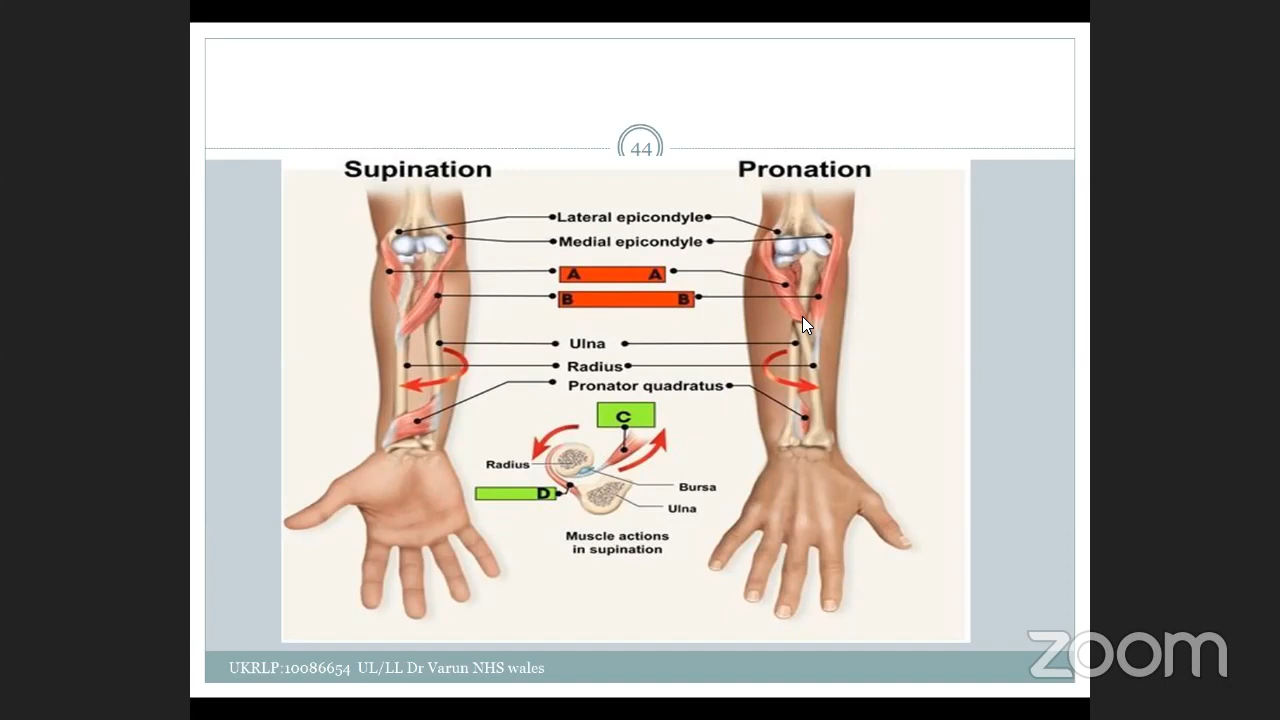 44
Supination
Pronation
Lateral epicondyle
Medial epicondyle
A A
B B
Ulna
Radius
Pronator quadratus
C
Radius
D
Bursa
Ulna
Muscle actions
in supination
UKRLP:10086654 UL/LL Dr Varun NHS wales
zoom